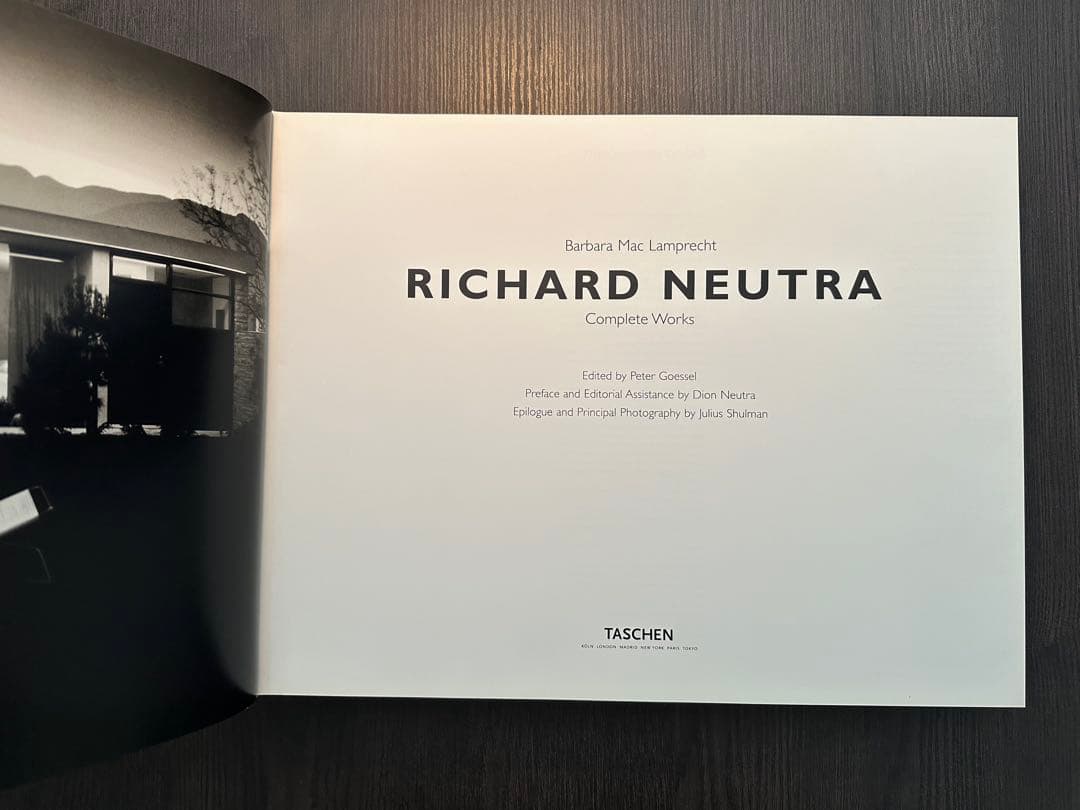 Barbara Mac Lamprecht
RICHARD NEUTRA
Complete Works
Edited by Peter Goessel
Preface and Editorial Assistance by Dion Neutra
Epilogue and Principal Photography by Julius Shulman
TASCHEN
KÖLN LONDON MADRID NEW YORK PARIS TOKYO